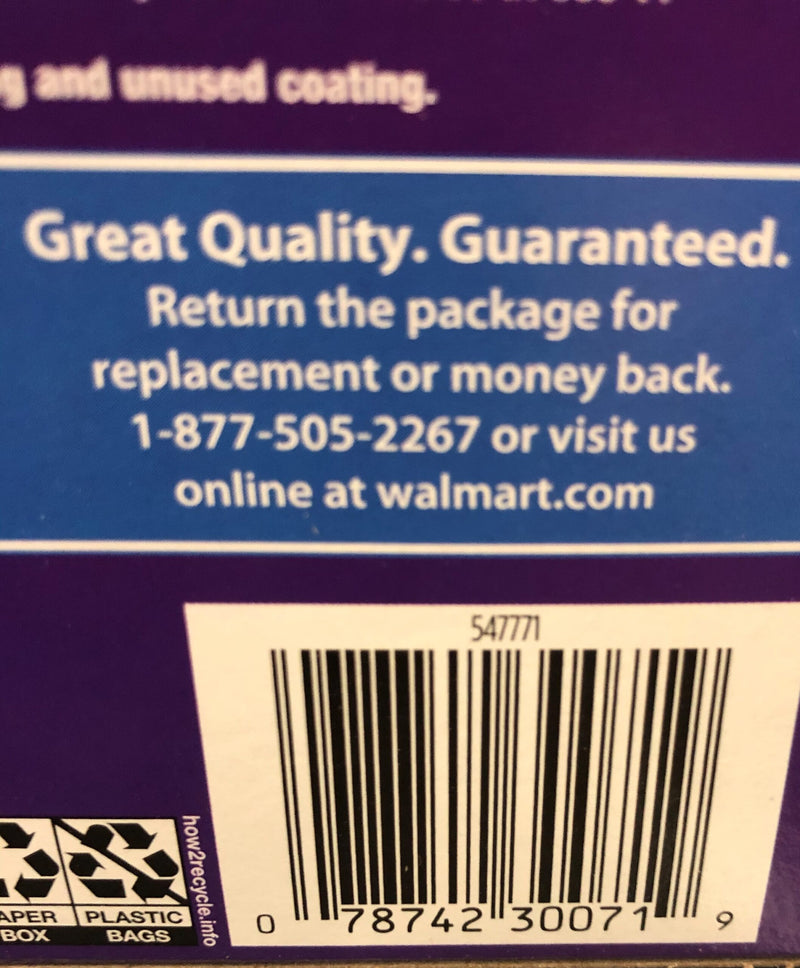 g and unused coating.
Great Quality. Guaranteed.
Return the package for
replacement or money back.
1-877-505-2267 or visit us
online at walmart.com
547771
0 78742 30071 9
how2recycle.info
APER
BOX
PLASTIC
BAGS